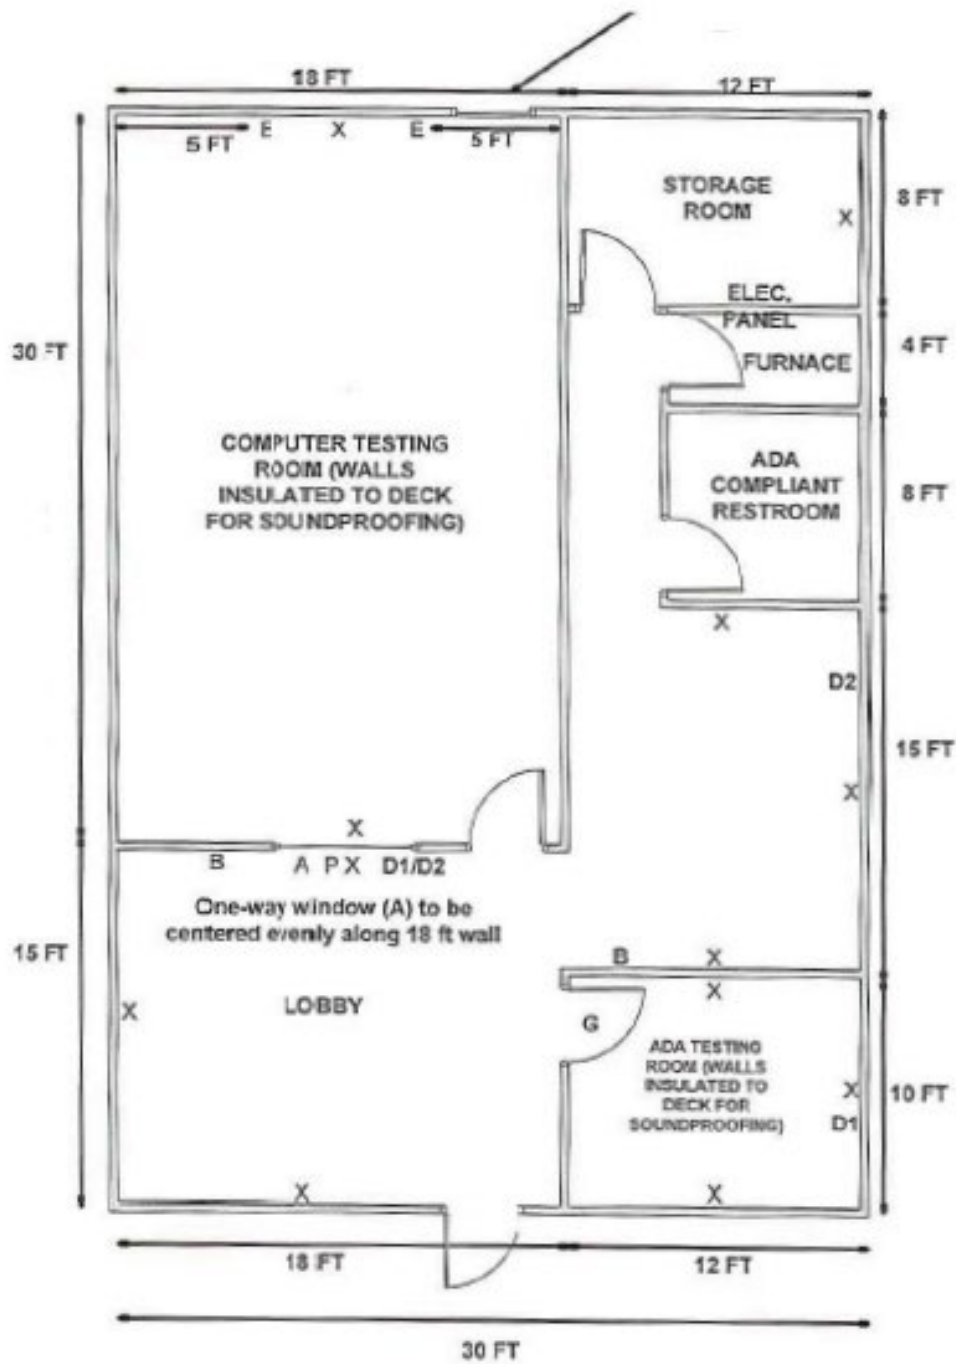 18 FT
12 FT
E X E
5 FT
5 FT
STORAGE
ROOM
X
8 FT
ELEC.
PANEL
FURNACE
4 FT
30 FT
COMPUTER TESTING
ROOM (WALLS
INSULATED TO DECK
FOR SOUNDPROOFING)
ADA
COMPLIANT
RESTROOM
8 FT
X
D2
15 FT
X
X
B A P X D1/D2
One-way window (A) to be
centered evenly along 18 ft wall
15 FT
B X
X
X
LOBBY
G
ADA TESTING
ROOM (WALLS
INSULATED TO
DECK FOR
SOUNDPROOFING)
X
D1
10 FT
X
X
18 FT
12 FT
30 FT